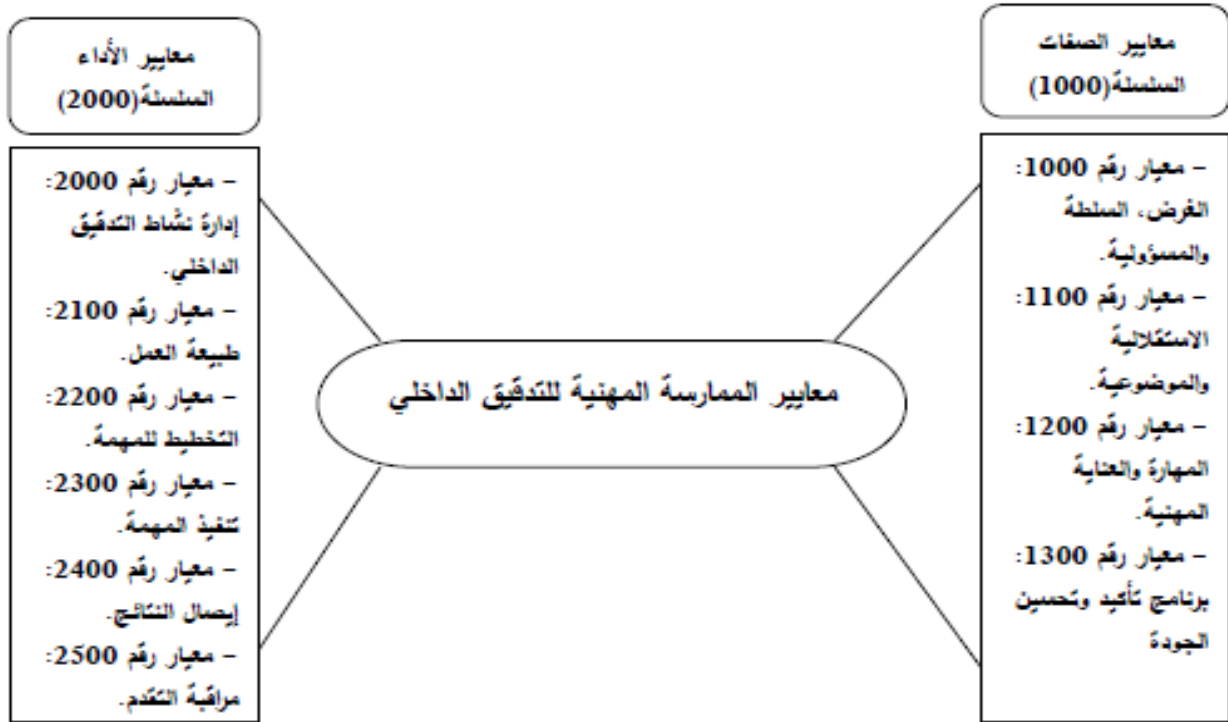 معايير الصفات
السلسلة(1000)
– معيار رقم 1000:
الغرض، السلطة
والمسؤولية.
– معيار رقم 1100:
الاستقلالية
والموضوعية.
– معيار رقم 1200:
المهارة والعناية
المهنية.
– معيار رقم 1300:
برنامج تأكيد وتحسين
الجودة
معايير الممارسة المهنية للتدقيق الداخلي
معايير الأداء
السلسلة(2000)
– معيار رقم 2000:
إدارة نشاط التدقيق
الداخلي.
– معيار رقم 2100:
طبيعة العمل.
– معيار رقم 2200:
التخطيط للمهمة.
– معيار رقم 2300:
تنفيذ المهمة.
– معيار رقم 2400:
إيصال النتائج.
– معيار رقم 2500:
مراقبة التقدم.